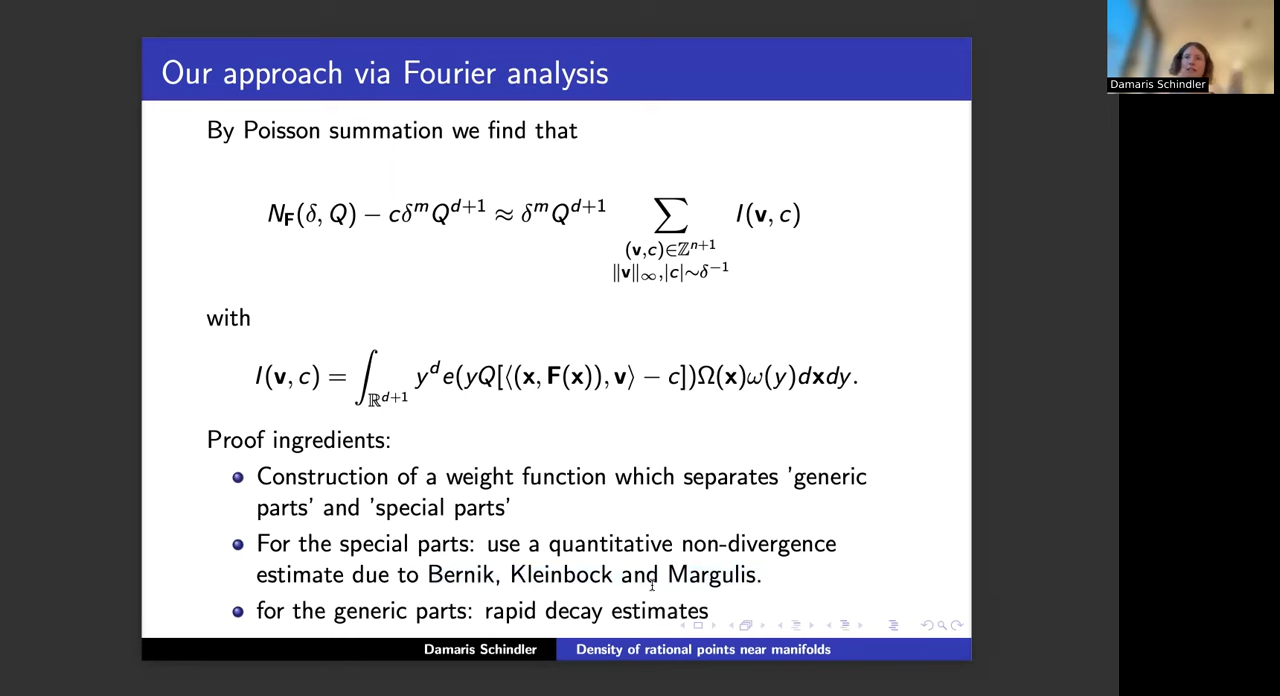 Our approach via Fourier analysis
Damaris Schindler
By Poisson summation we find that
N_F(δ, Q) − cδ^m Q^{d+1} ≈ δ^m Q^{d+1} ∑_{(v,c)∈ℤ^{n+1} ‖v‖_∞,|c|∼δ^{−1}} I(v, c)
with
I(v, c) = ∫_{ℝ^{d+1}} y^d e(yQ[⟨(x, F(x)), v⟩ − c])Ω(x)ω(y)dxdy.
Proof ingredients:
Construction of a weight function which separates 'generic
parts' and 'special parts'
For the special parts: use a quantitative non-divergence
estimate due to Bernik, Kleinbock and Margulis.
for the generic parts: rapid decay estimates
Damaris Schindler
Density of rational points near manifolds